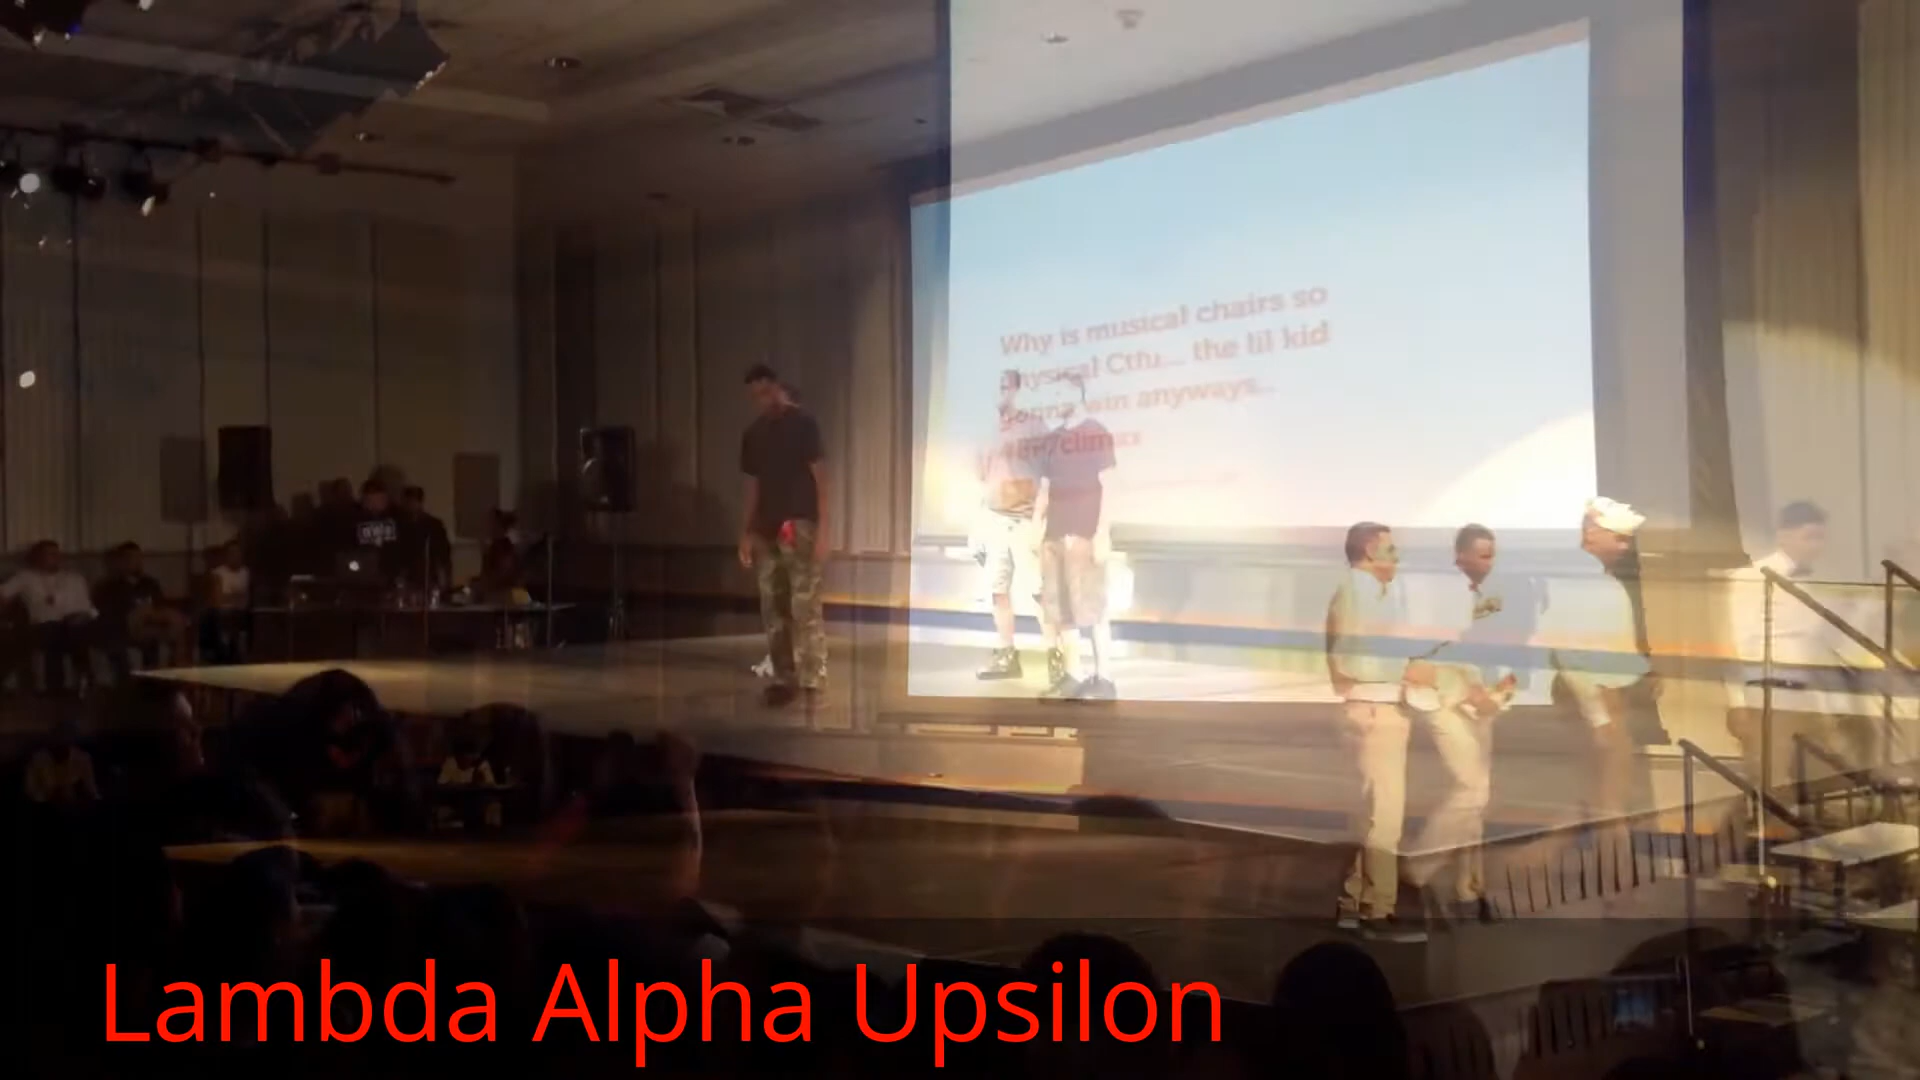 Why is musical chairs so
physical Ctfu... the lil kid
gonna win anyways..
Lambda Alpha Upsilon